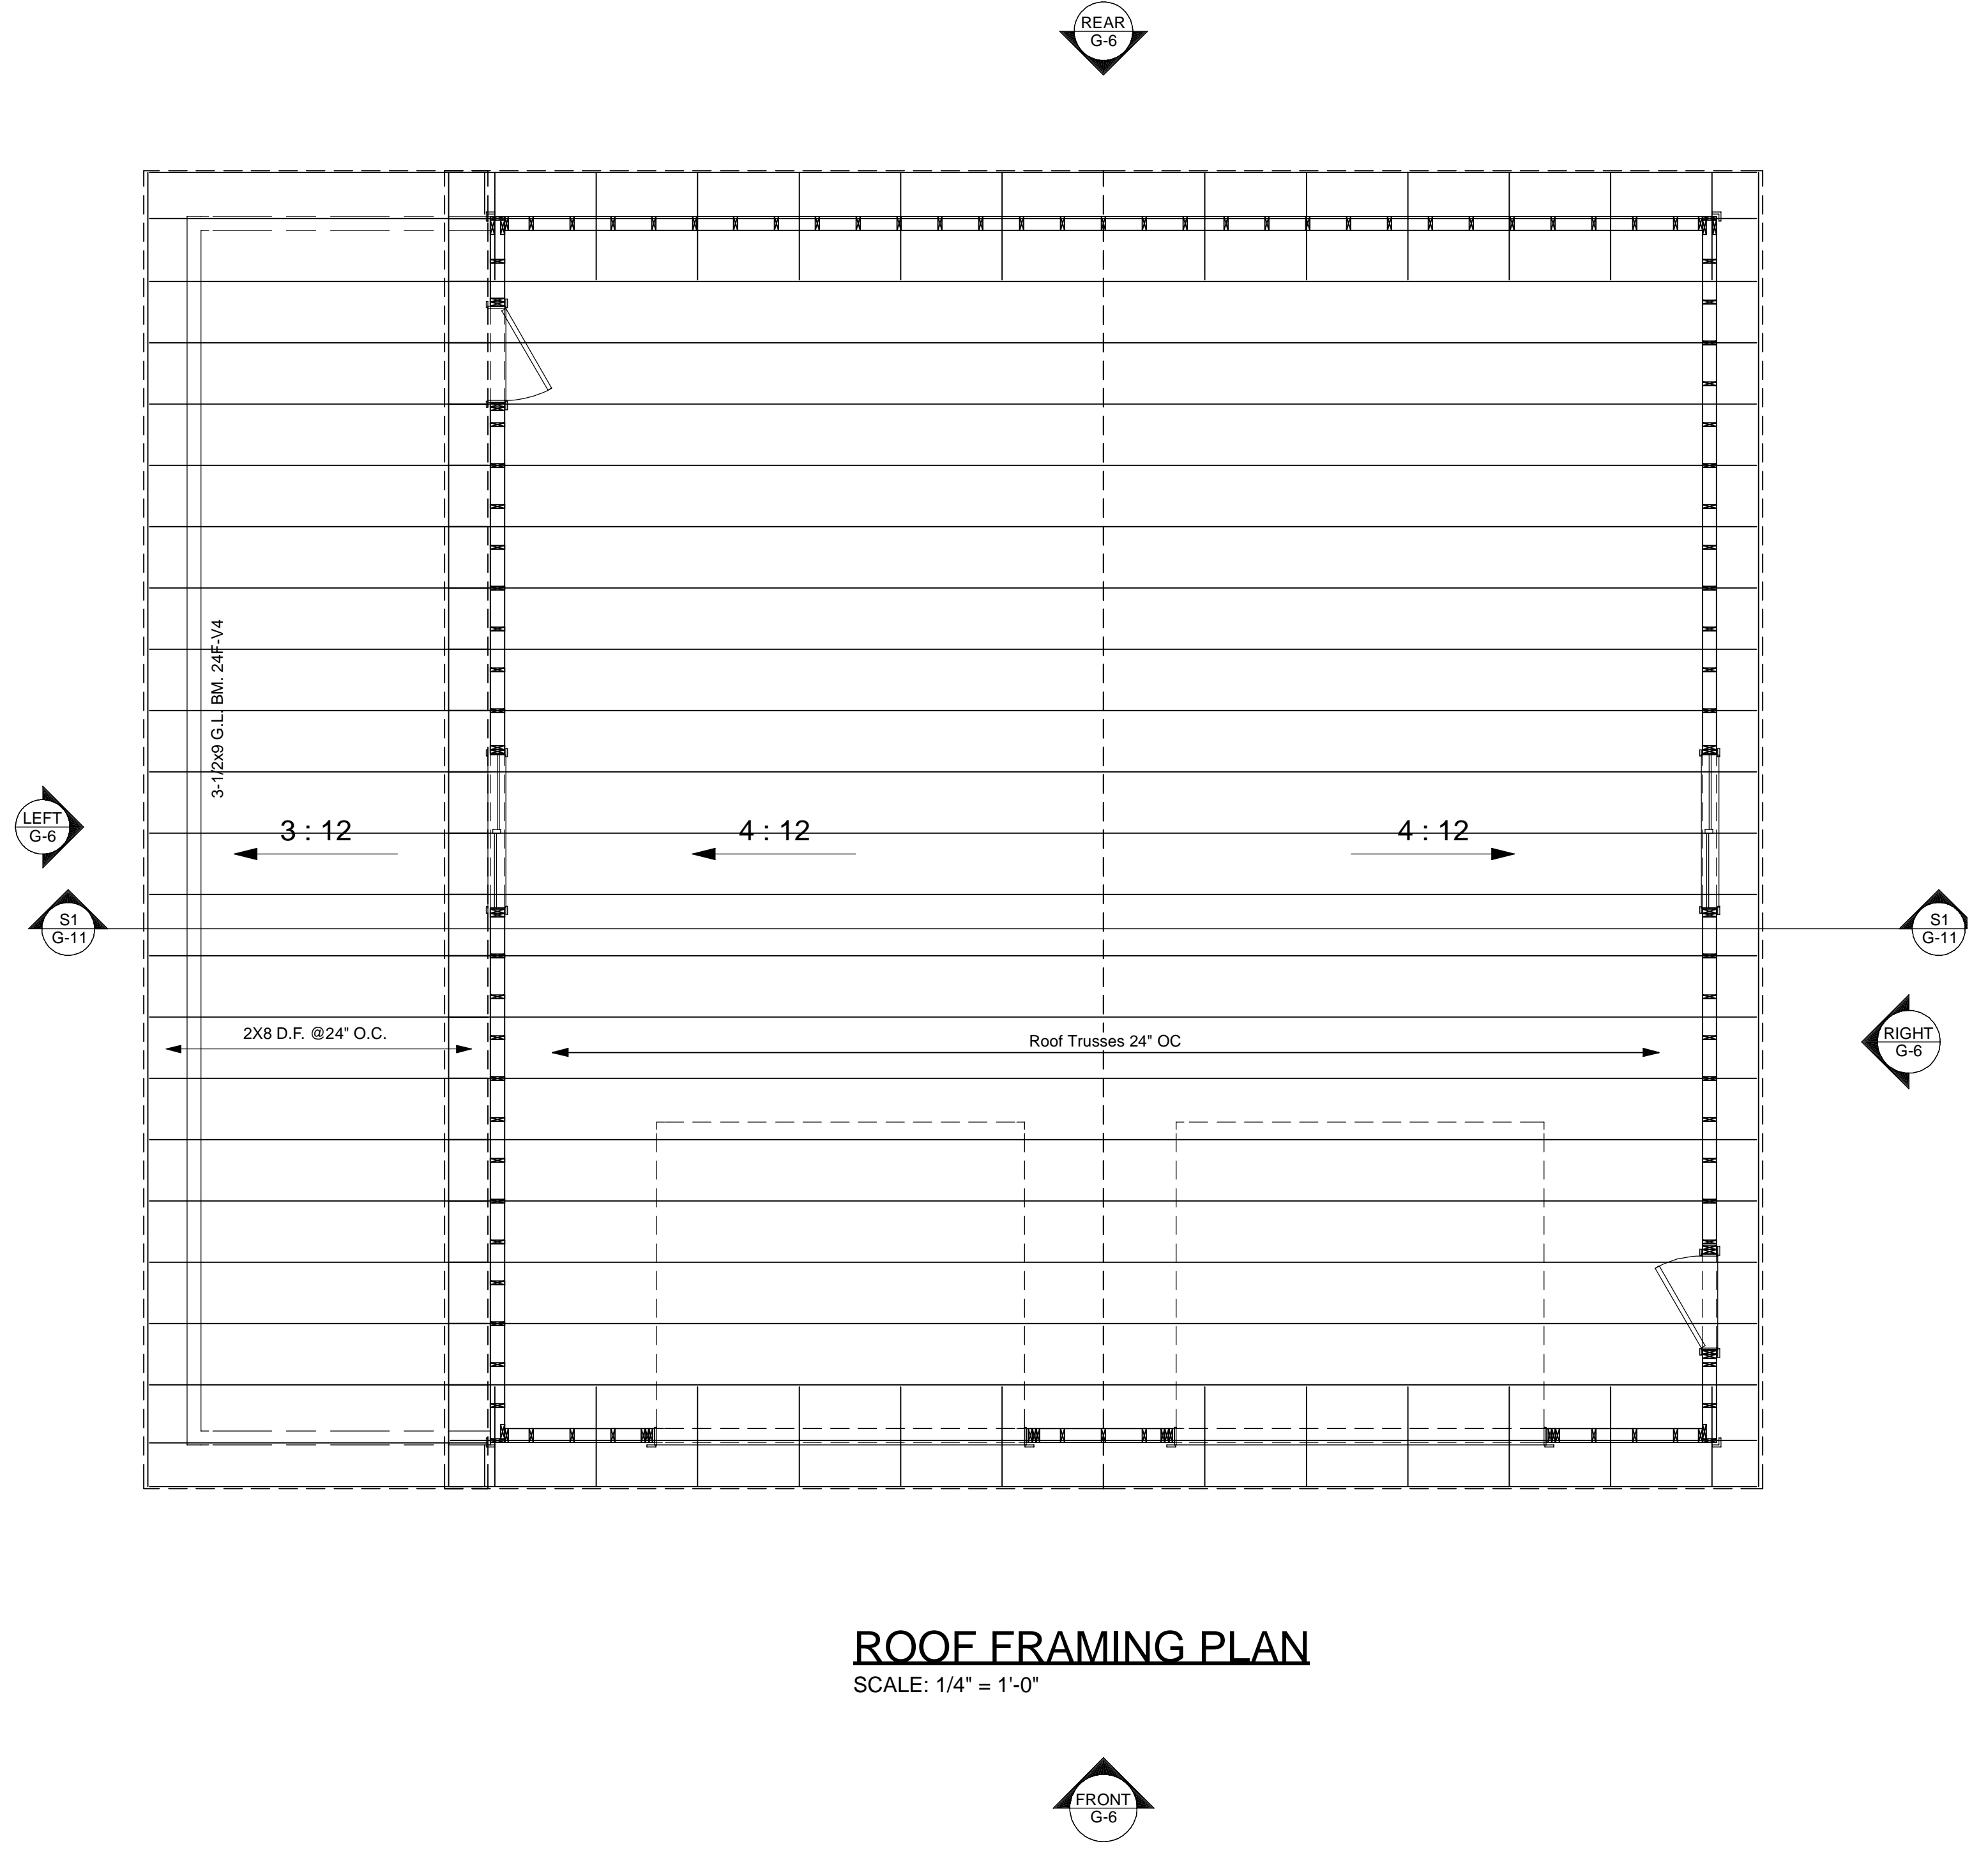 REAR
G-6
3-1/2x9 G.L. BM. 24F-V4
LEFT
G-6
3 : 12
4 : 12
4 : 12
S1
G-11
S1
G-11
2X8 D.F. @24" O.C.
Roof Trusses 24" OC
RIGHT
G-6
ROOF FRAMING PLAN
SCALE: 1/4" = 1'-0"
FRONT
G-6